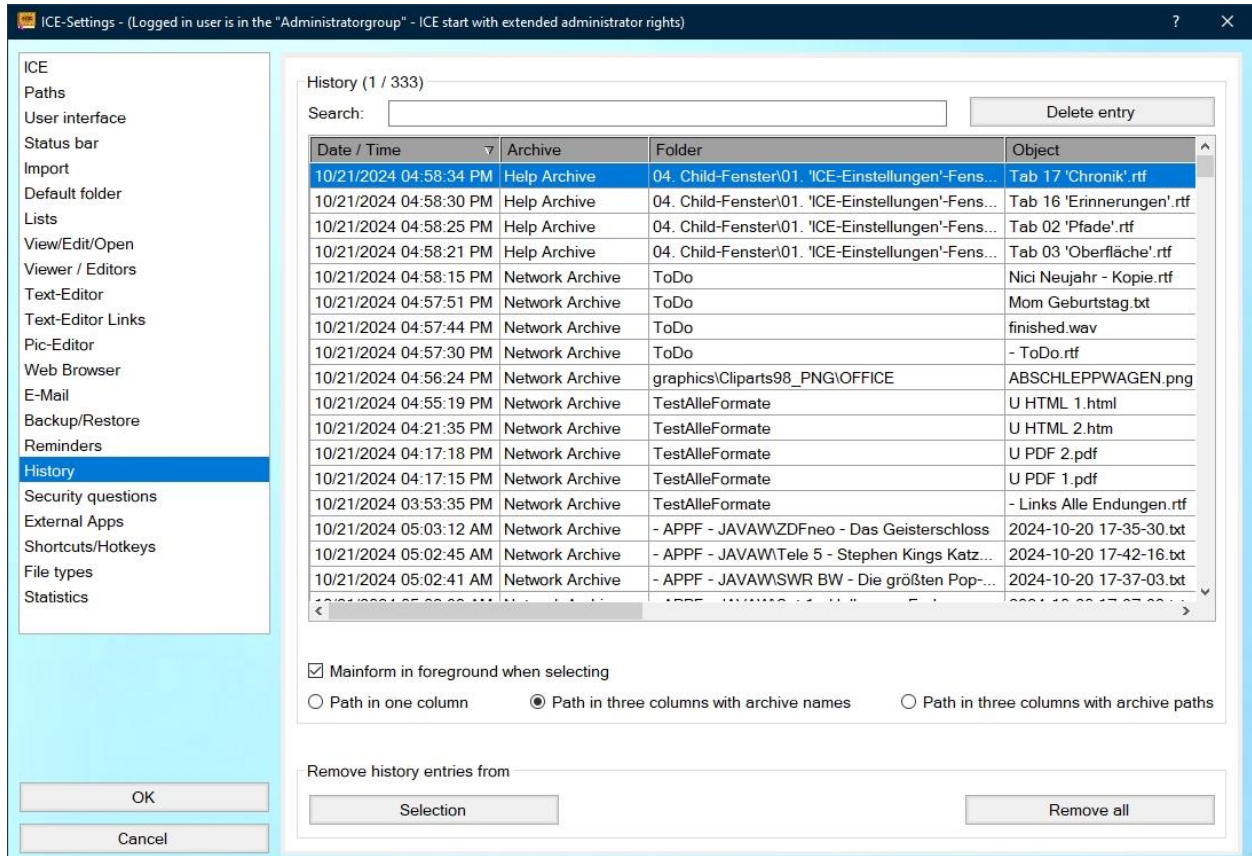 ICE-Settings - (Logged in user is in the "Administratorgroup" - ICE start with extended administrator rights)
ICE
Paths
User interface
Status bar
Import
Default folder
Lists
View/Edit/Open
Viewer / Editors
Text-Editor
Text-Editor Links
Pic-Editor
Web Browser
E-Mail
Backup/Restore
Reminders
History
Security questions
External Apps
Shortcuts/Hotkeys
File types
Statistics
OK
Cancel
History (1 / 333)
Search: Delete entry
Date / Time Archive Folder Object
10/21/2024 04:58:34 PM Help Archive 04. Child-Fenster\01. 'ICE-Einstellungen'-Fens... Tab 17 'Chronik'.rtf
10/21/2024 04:58:30 PM Help Archive 04. Child-Fenster\01. 'ICE-Einstellungen'-Fens... Tab 16 'Erinnerungen'.rtf
10/21/2024 04:58:25 PM Help Archive 04. Child-Fenster\01. 'ICE-Einstellungen'-Fens... Tab 02 'Pfade'.rtf
10/21/2024 04:58:21 PM Help Archive 04. Child-Fenster\01. 'ICE-Einstellungen'-Fens... Tab 03 'Oberfläche'.rtf
10/21/2024 04:58:15 PM Network Archive ToDo Nici Neujahr - Kopie.rtf
10/21/2024 04:57:51 PM Network Archive ToDo Mom Geburtstag.txt
10/21/2024 04:57:44 PM Network Archive ToDo finished.wav
10/21/2024 04:57:30 PM Network Archive ToDo - ToDo.rtf
10/21/2024 04:56:24 PM Network Archive graphics\Cliparts98_PNG\OFFICE ABSCHLEPPWAGEN.png
10/21/2024 04:55:19 PM Network Archive TestAlleFormate U HTML 1.html
10/21/2024 04:21:35 PM Network Archive TestAlleFormate U HTML 2.htm
10/21/2024 04:17:18 PM Network Archive TestAlleFormate U PDF 2.pdf
10/21/2024 04:17:15 PM Network Archive TestAlleFormate U PDF 1.pdf
10/21/2024 03:53:35 PM Network Archive TestAlleFormate - Links Alle Endungen.rtf
10/21/2024 05:03:12 AM Network Archive - APPF - JAVAW\ZDFneo - Das Geisterschloss 2024-10-20 17-35-30.txt
10/21/2024 05:02:45 AM Network Archive - APPF - JAVAW\Tele 5 - Stephen Kings Katz... 2024-10-20 17-42-16.txt
10/21/2024 05:02:41 AM Network Archive - APPF - JAVAW\SWR BW - Die größten Pop-... 2024-10-20 17-37-03.txt
Mainform in foreground when selecting
Path in one column Path in three columns with archive names Path in three columns with archive paths
Remove history entries from
Selection Remove all